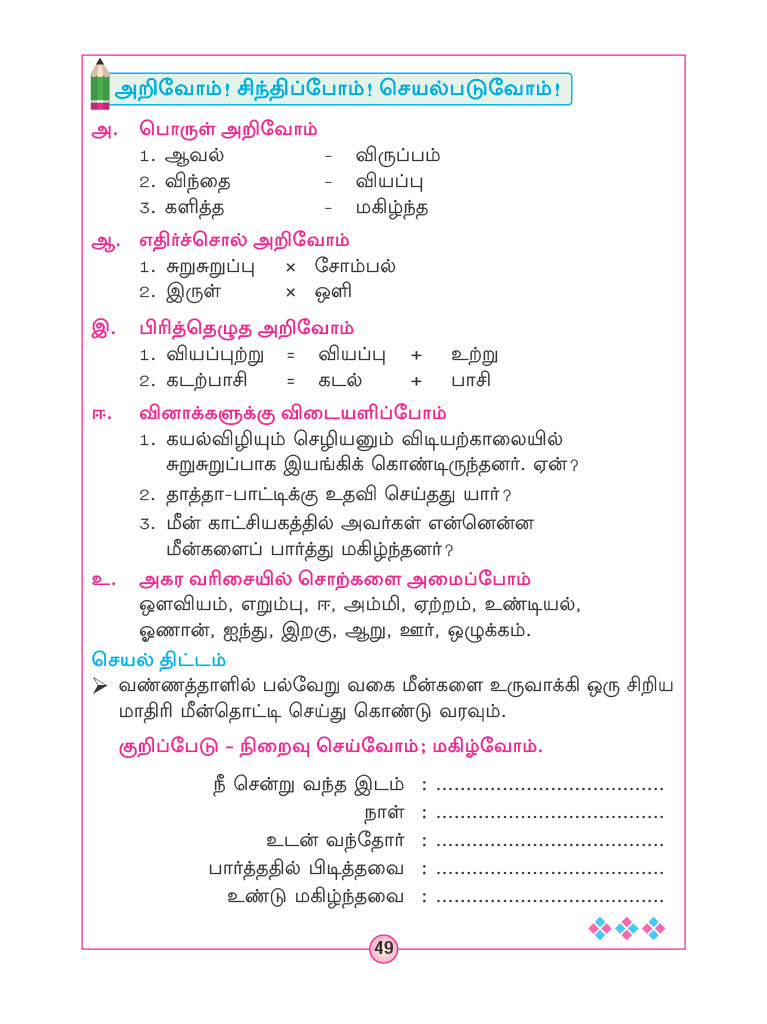 அறிவோம்! சிந்திப்போம்! செயல்படுவோம்!
அ. பொருள் அறிவோம்
1. ஆவல் - விருப்பம்
2. விந்தை - வியப்பு
3. களித்த - மகிழ்ந்த
ஆ. எதிர்ச்சொல் அறிவோம்
1. சுறுசுறுப்பு × சோம்பல்
2. இருள் × ஒளி
இ. பிரித்தெழுத அறிவோம்
1. வியப்புற்று = வியப்பு + உற்று
2. கடற்பாசி = கடல் + பாசி
ஈ. வினாக்களுக்கு விடையளிப்போம்
1. கயல்விழியும் செழியனும் விடியற்காலையில்
சுறுசுறுப்பாக இயங்கிக் கொண்டிருந்தனர். ஏன்?
2. தாத்தா-பாட்டிக்கு உதவி செய்தது யார்?
3. மீன் காட்சியகத்தில் அவர்கள் என்னென்ன
மீன்களைப் பார்த்து மகிழ்ந்தனர்?
உ. அகர வரிசையில் சொற்களை அமைப்போம்
ஔவியம், எறும்பு, ஈ, அம்மி, ஏற்றம், உண்டியல்,
ஓணான், ஐந்து, இறகு, ஆறு, ஊர், ஒழுக்கம்.
செயல் திட்டம்
➢ வண்ணத்தாளில் பல்வேறு வகை மீன்களை உருவாக்கி ஒரு சிறிய
மாதிரி மீன்தொட்டி செய்து கொண்டு வரவும்.
குறிப்பேடு - நிறைவு செய்வோம்; மகிழ்வோம்.
நீ சென்று வந்த இடம் : ......................................
நாள் : ......................................
உடன் வந்தோர் : ......................................
பார்த்ததில் பிடித்தவை : ......................................
உண்டு மகிழ்ந்தவை : ......................................
49